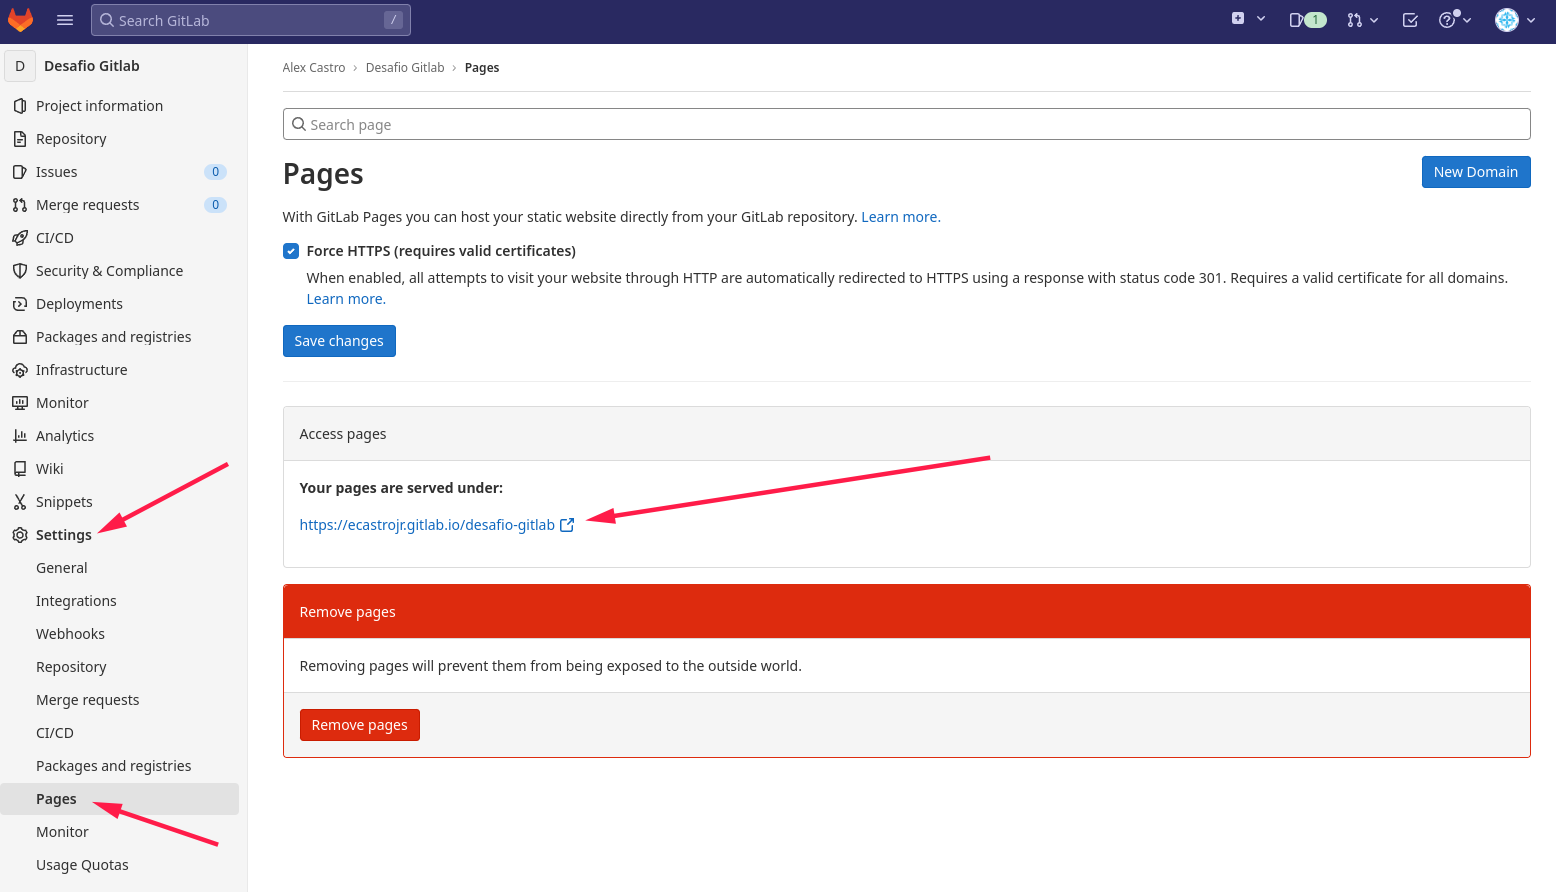 Search GitLab
/
1
D
Desafio Gitlab
Project information
Repository
Issues
0
Merge requests
0
CI/CD
Security & Compliance
Deployments
Packages and registries
Infrastructure
Monitor
Analytics
Wiki
Snippets
Settings
General
Integrations
Webhooks
Repository
Merge requests
CI/CD
Packages and registries
Pages
Monitor
Usage Quotas
Alex Castro › Desafio Gitlab › Pages
Search page
Pages
New Domain
With GitLab Pages you can host your static website directly from your GitLab repository. Learn more.
Force HTTPS (requires valid certificates)
When enabled, all attempts to visit your website through HTTP are automatically redirected to HTTPS using a response with status code 301. Requires a valid certificate for all domains.
Learn more.
Save changes
Access pages
Your pages are served under:
https://ecastrojr.gitlab.io/desafio-gitlab
Remove pages
Removing pages will prevent them from being exposed to the outside world.
Remove pages